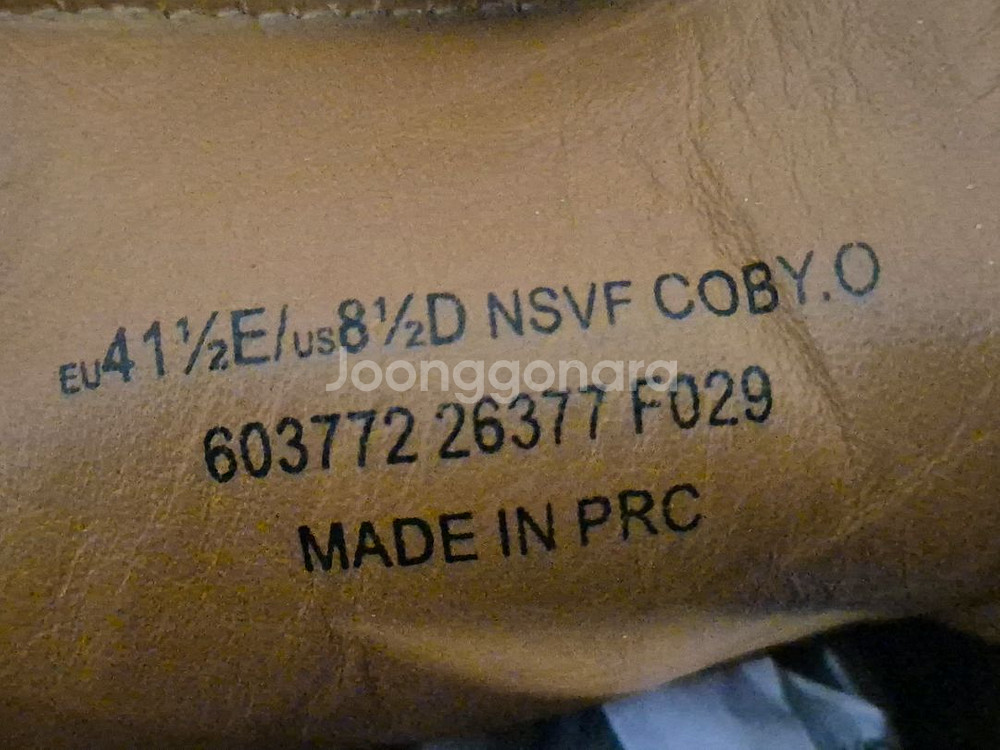 EU41½E/US8½D NSVF COBY.O
Joonggonara
603772 26377 F029
MADE IN PRC